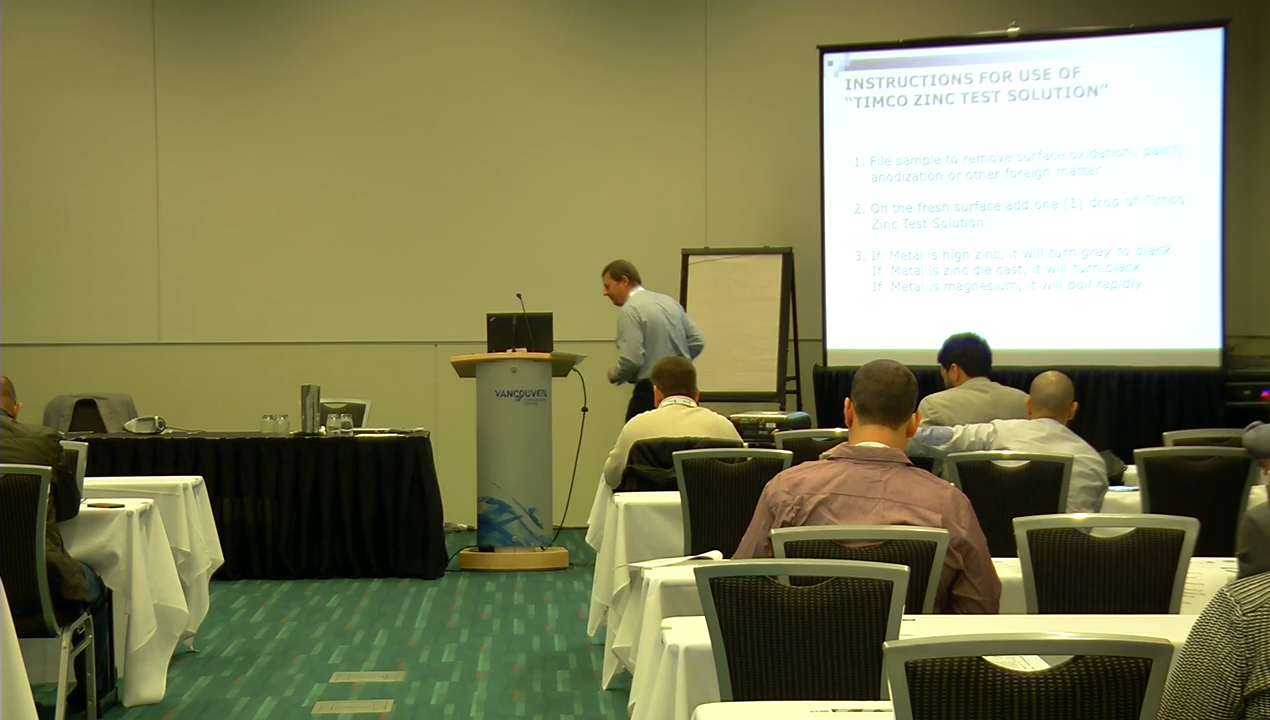 INSTRUCTIONS FOR USE OF
“TIMCO ZINC TEST SOLUTION”
1. File sample to remove surface oxidation, paint,
anodization or other foreign matter
2. On the fresh surface add one (1) drop of Timco
Zinc Test Solution
3. If Metal is high zinc, it will turn gray to black
If Metal is zinc die cast, it will turn black
If Metal is magnesium, it will boil rapidly
VANCOUVER